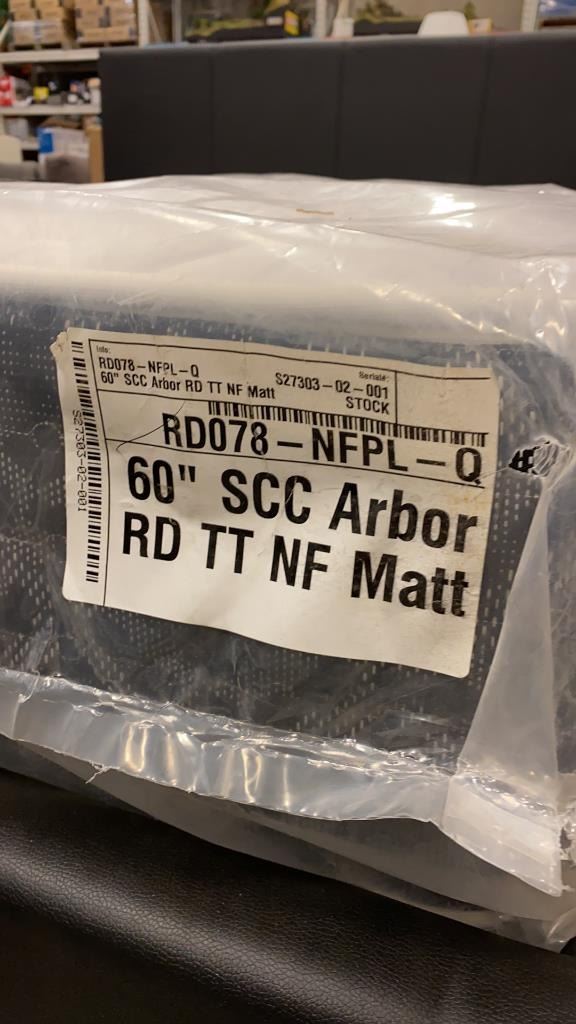 Info:
RD078-NFPL-Q
60" SCC Arbor RD TT NF Matt
Serial#:
S27303-02-001
STOCK
S27303-02-001
RD078-NFPL-Q
60" SCC Arbor
RD TT NF Matt